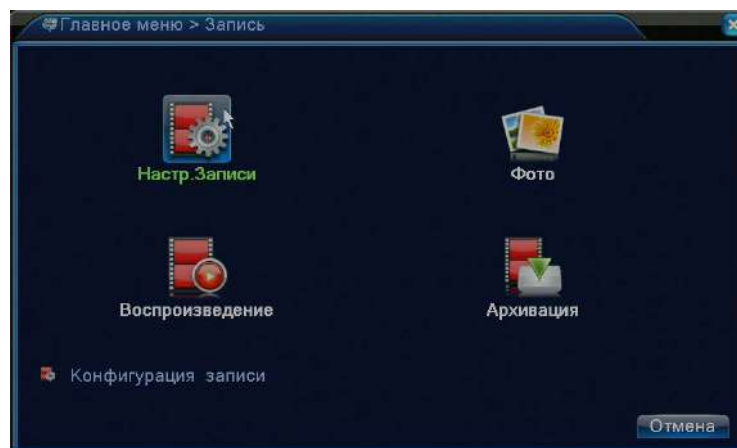 Главное меню > Запись
Настр.Записи
Фото
Воспроизведение
Архивация
Конфигурация записи
Отмена